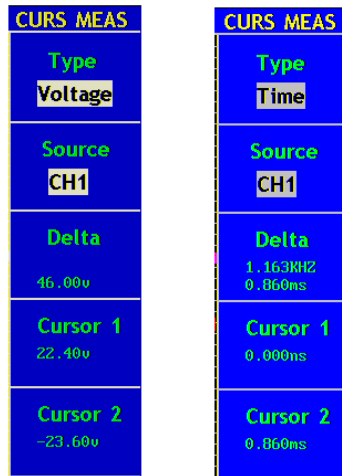 CURS MEAS
Type
Voltage
Source
CH1
Delta
46.00v
Cursor 1
22.40v
Cursor 2
-23.60v
CURS MEAS
Type
Time
Source
CH1
Delta
1.163KHZ
0.860ms
Cursor 1
0.000ns
Cursor 2
0.860ms